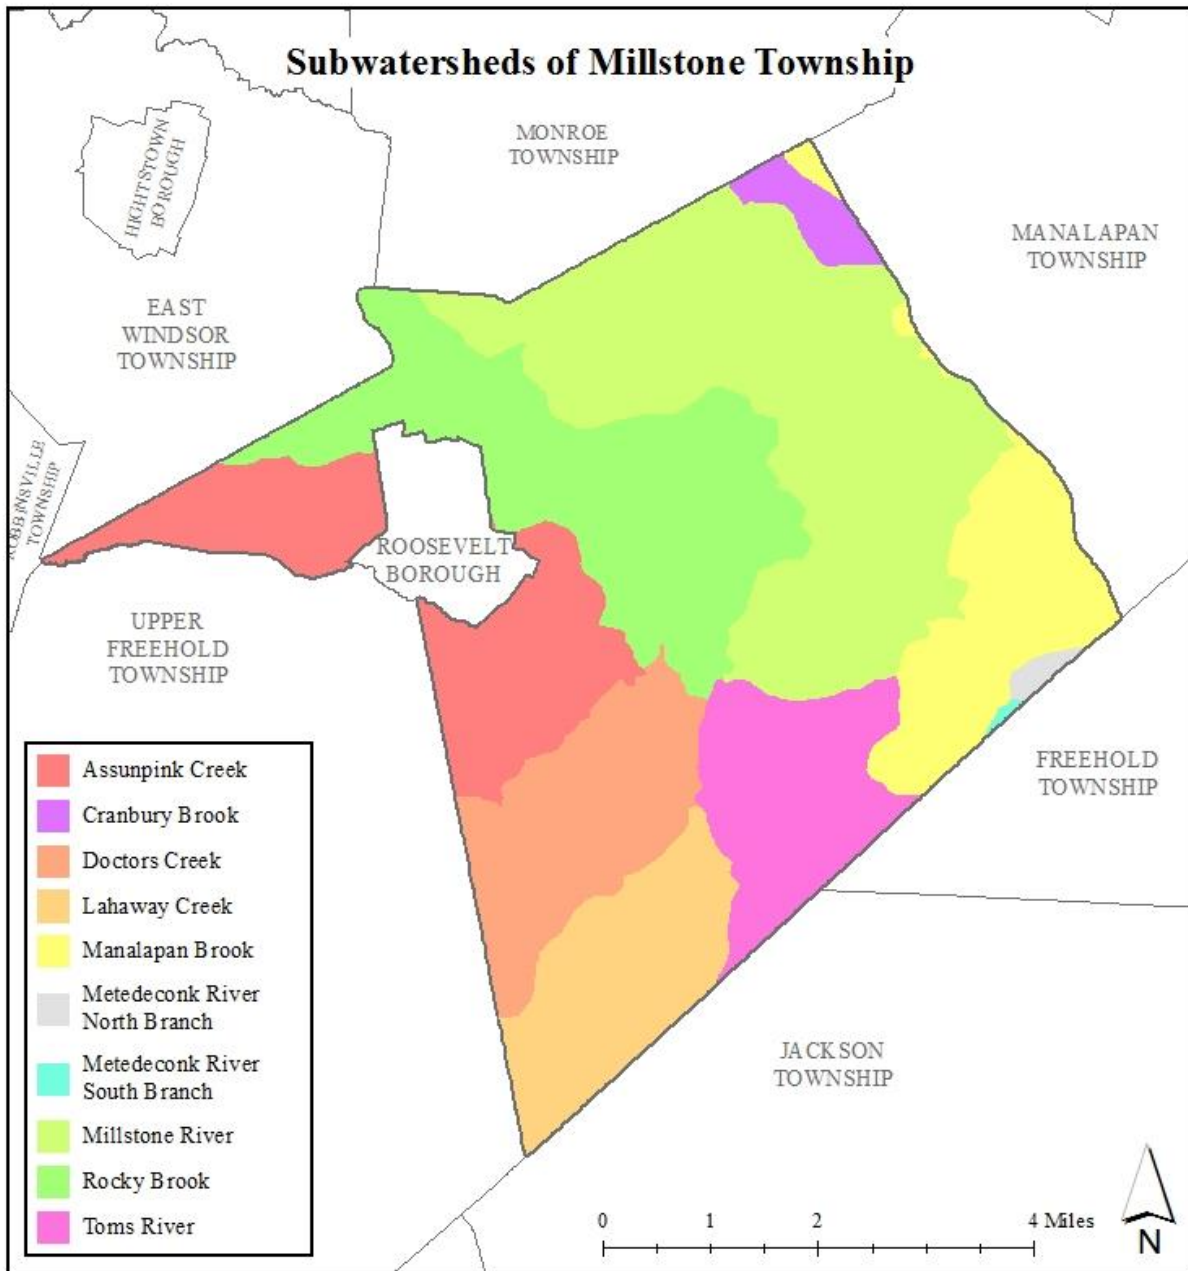 Subwatersheds of Millstone Township
MONROE
TOWNSHIP
HIGHTSTOWN
BOROUGH
MANALAPAN
TOWNSHIP
EAST
WINDSOR
TOWNSHIP
ROBBINSVILLE
TOWNSHIP
ROOSEVELT
BOROUGH
UPPER
FREEHOLD
TOWNSHIP
FREEHOLD
TOWNSHIP
JACKSON
TOWNSHIP
Assunpink Creek
Cranbury Brook
Doctors Creek
Lahaway Creek
Manalapan Brook
Metedeconk River
North Branch
Metedeconk River
South Branch
Millstone River
Rocky Brook
Toms River
0 1 2 4 Miles
N